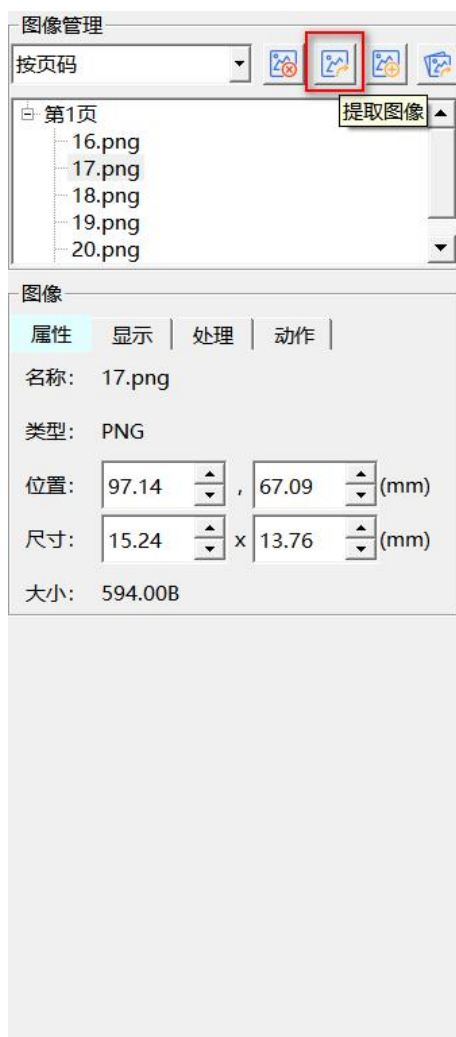 图像管理
按页码
提取图像
第1页
16.png
17.png
18.png
19.png
20.png
图像
属性 显示 处理 动作
名称: 17.png
类型: PNG
位置: 97.14 , 67.09 (mm)
尺寸: 15.24 x 13.76 (mm)
大小: 594.00B